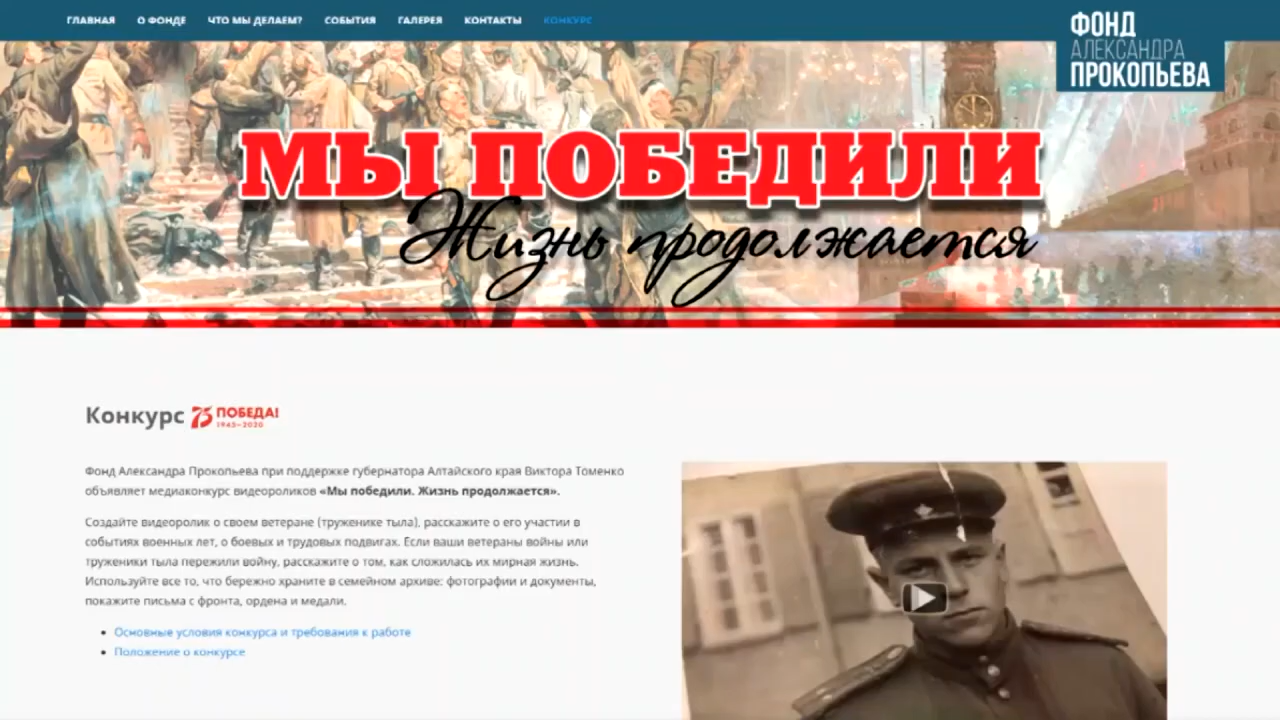 ГЛАВНАЯ О ФОНДЕ ЧТО МЫ ДЕЛАЕМ? СОБЫТИЯ ГАЛЕРЕЯ КОНТАКТЫ КОНКУРС
ФОНД
АЛЕКСАНДРА
ПРОКОПЬЕВА
МЫ ПОБЕДИЛИ
Жизнь продолжается
Конкурс 75 ПОБЕДА!
1945–2020
Фонд Александра Прокопьева при поддержке губернатора Алтайского края Виктора Томенко
объявляет медиаконкурс видеороликов «Мы победили. Жизнь продолжается».
Создайте видеоролик о своем ветеране (труженике тыла), расскажите о его участии в
событиях военных лет, о боевых и трудовых подвигах. Если ваши ветераны войны или
труженики тыла пережили войну, расскажите о том, как сложилась их мирная жизнь.
Используйте все то, что бережно храните в семейном архиве: фотографии и документы,
покажите письма с фронта, ордена и медали.
• Основные условия конкурса и требования к работе
• Положение о конкурсе